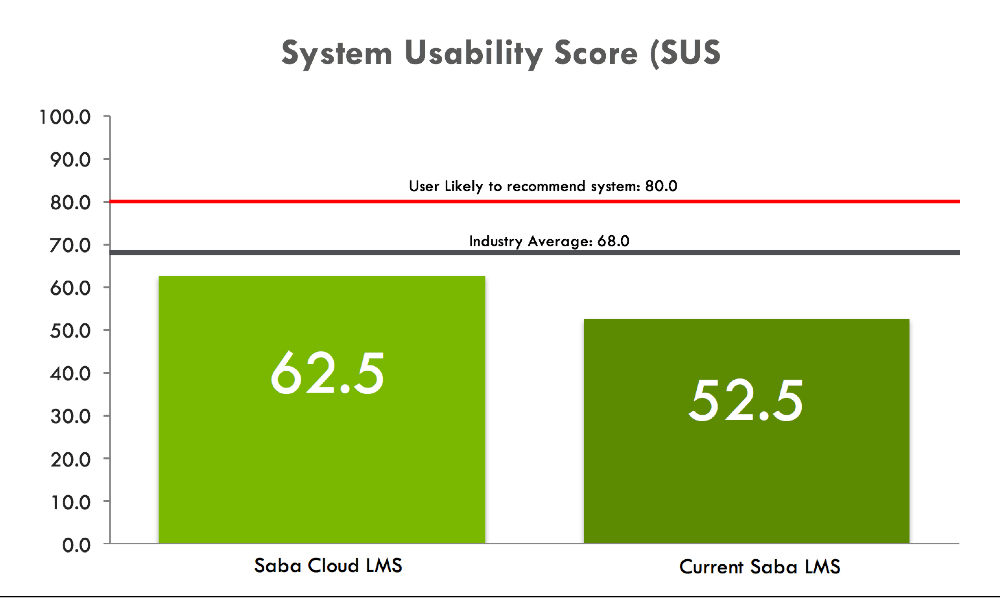 System Usability Score (SUS
100.0
90.0
80.0
70.0
60.0
50.0
40.0
30.0
20.0
10.0
0.0
User Likely to recommend system: 80.0
Industry Average: 68.0
62.5
52.5
Saba Cloud LMS
Current Saba LMS